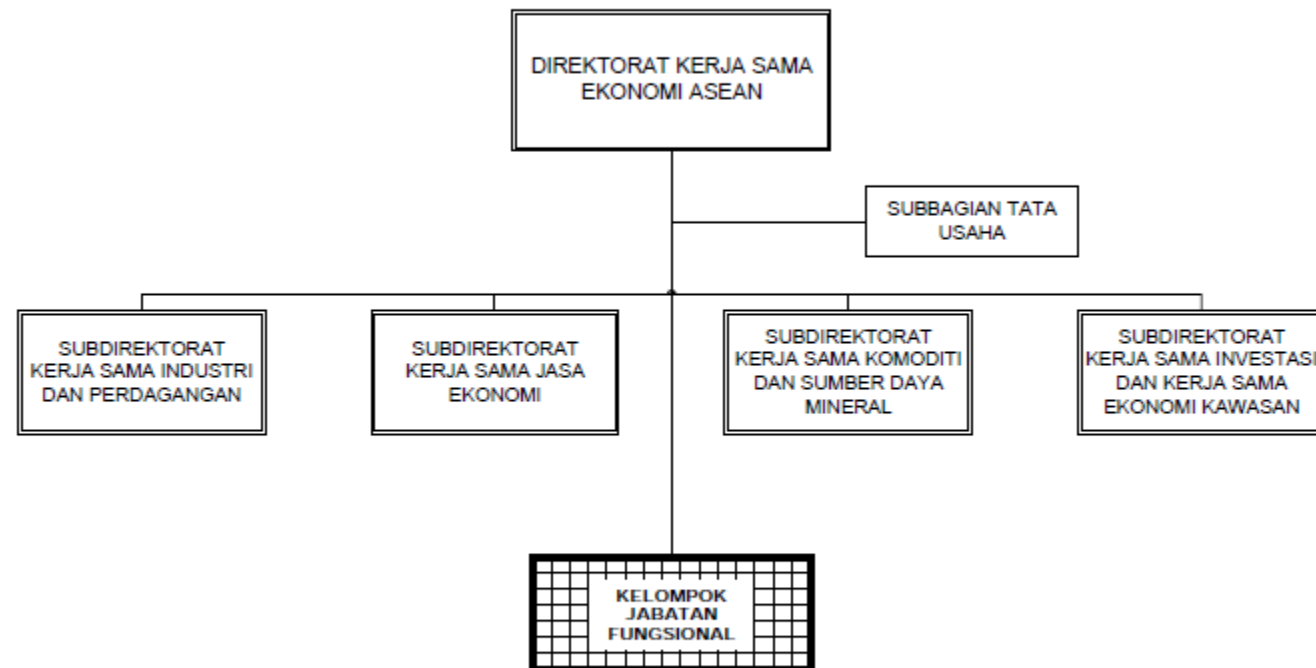 DIREKTORAT KERJA SAMA
EKONOMI ASEAN
SUBBAGIAN TATA
USAHA
SUBDIREKTORAT
KERJA SAMA INDUSTRI
DAN PERDAGANGAN
SUBDIREKTORAT
KERJA SAMA JASA
EKONOMI
SUBDIREKTORAT
KERJA SAMA KOMODITI
DAN SUMBER DAYA
MINERAL
SUBDIREKTORAT
KERJA SAMA INVESTASI
DAN KERJA SAMA
EKONOMI KAWASAN
KELOMPOK
JABATAN
FUNGSIONAL